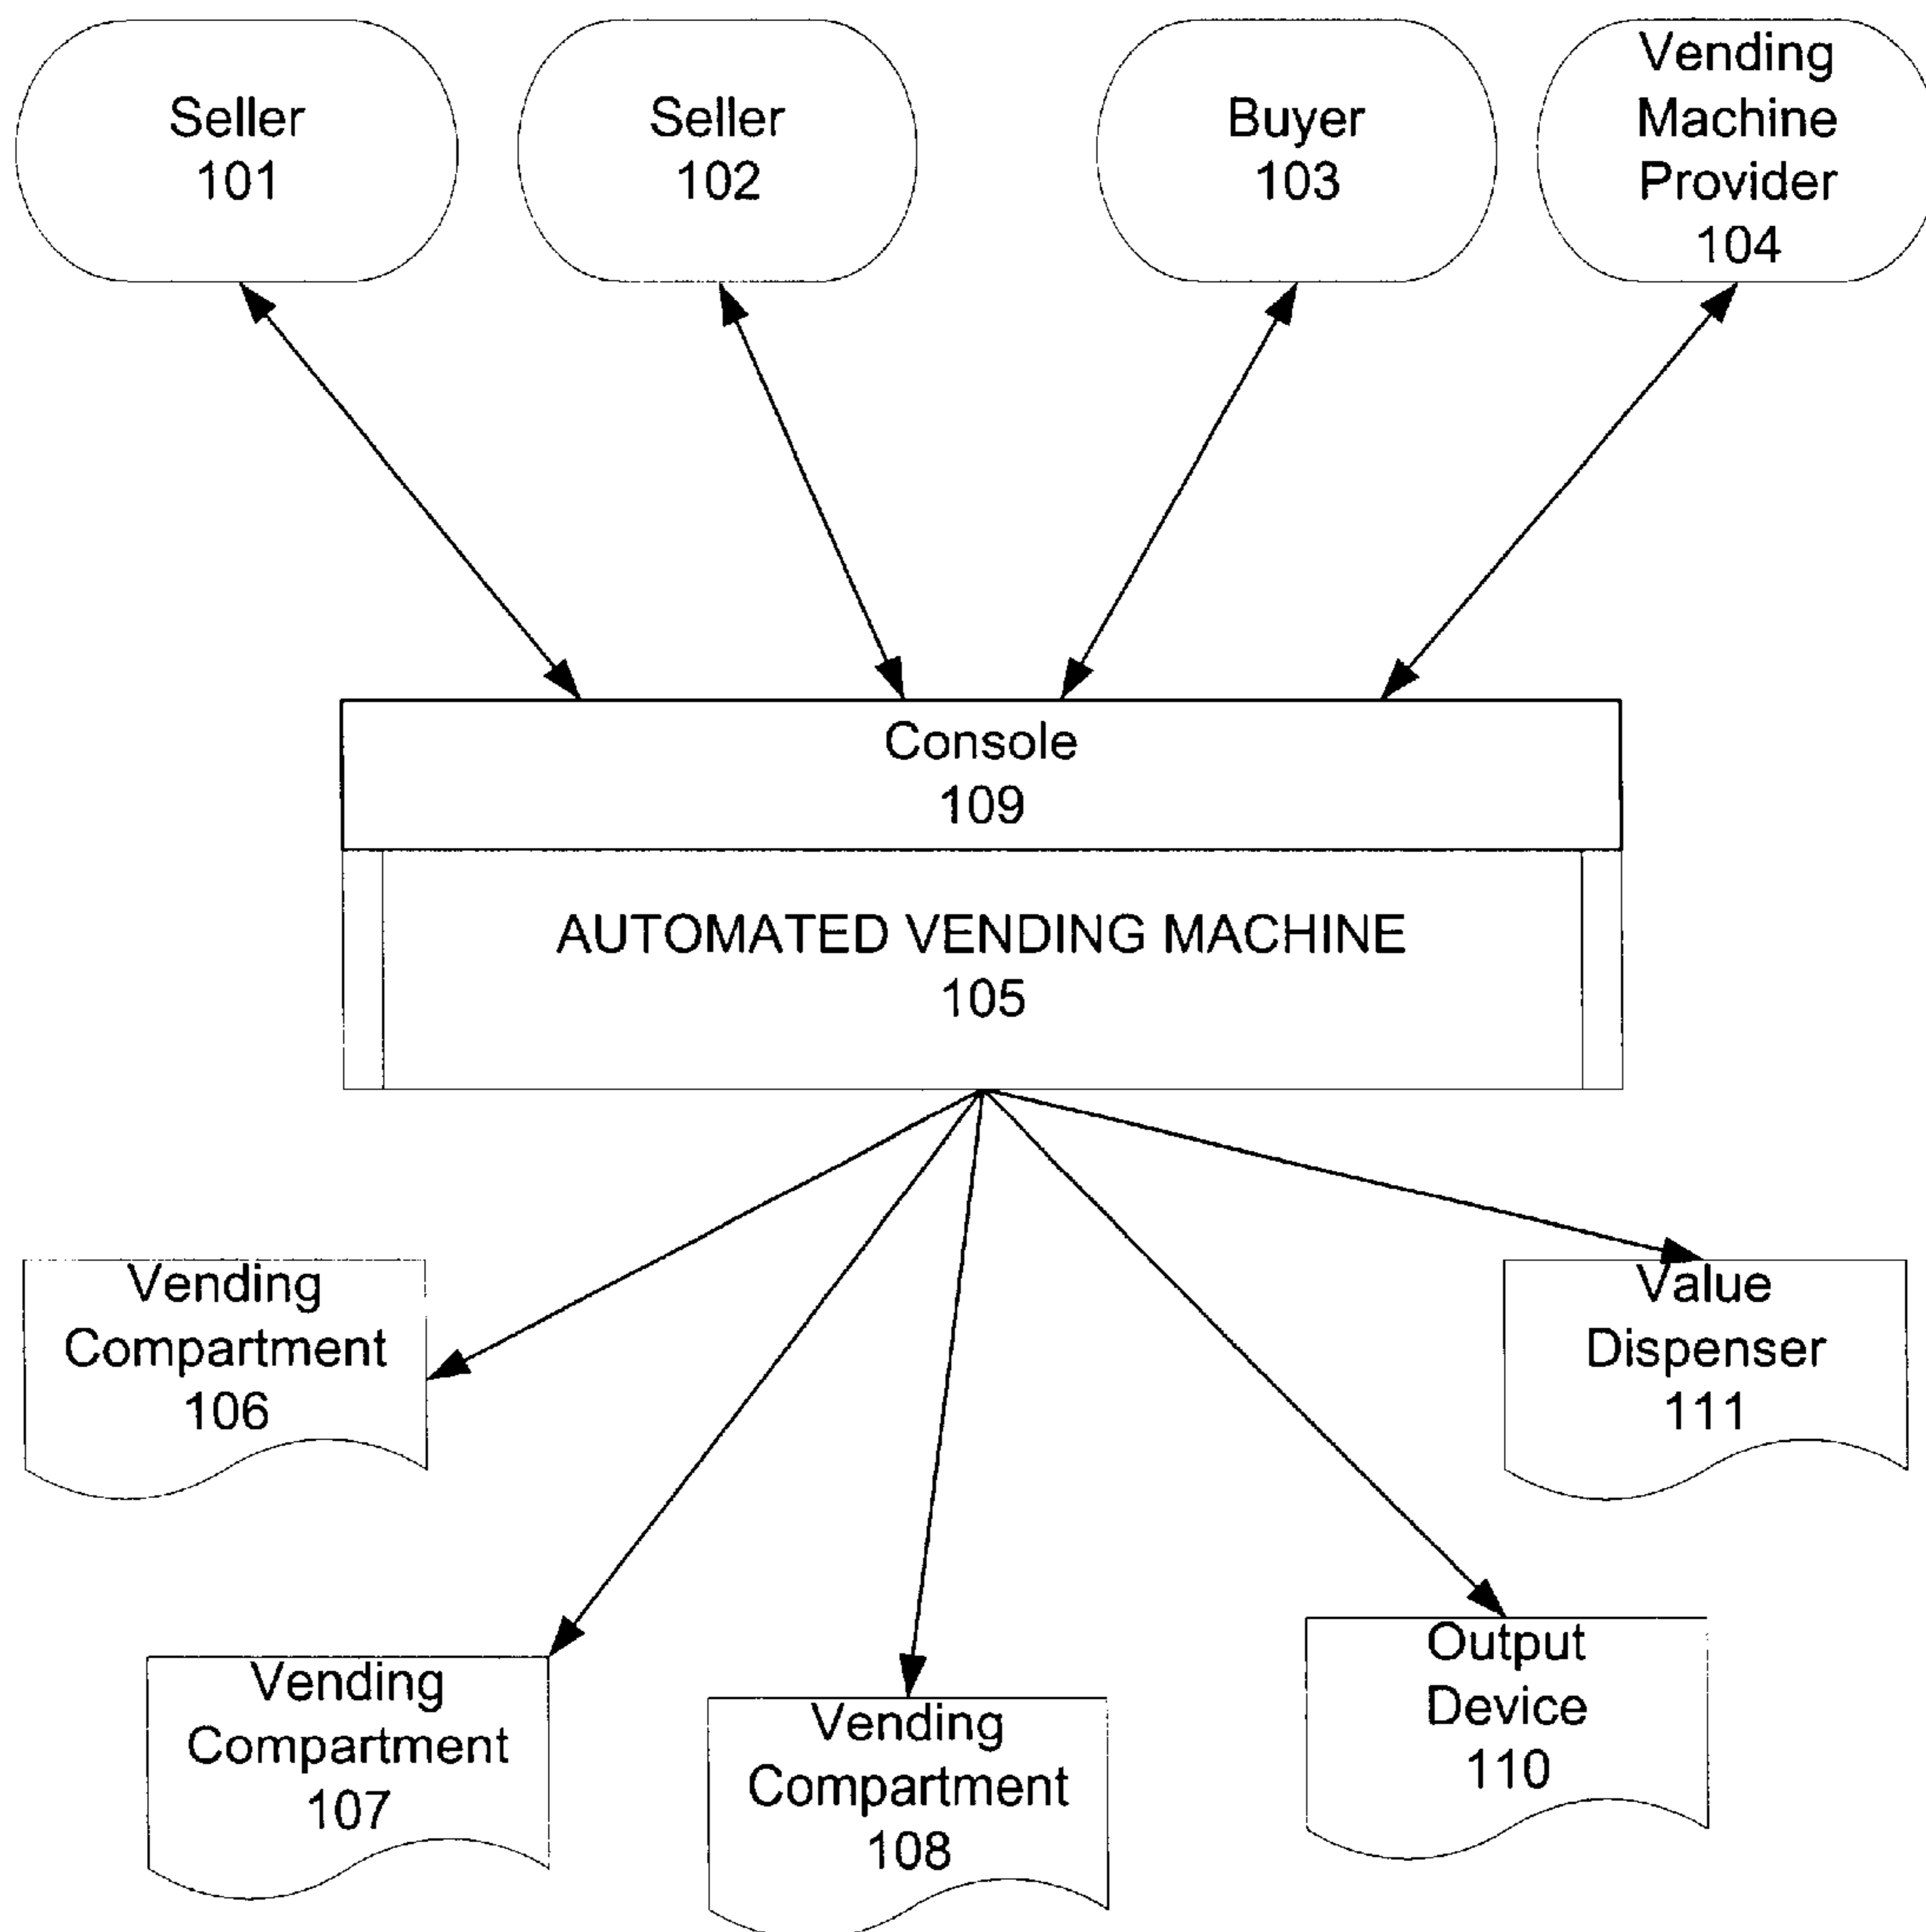 Seller
101
Seller
102
Buyer
103
Vending
Machine
Provider
104
Console
109
AUTOMATED VENDING MACHINE
105
Vending
Compartment
106
Value
Dispenser
111
Vending
Compartment
107
Vending
Compartment
108
Output
Device
110